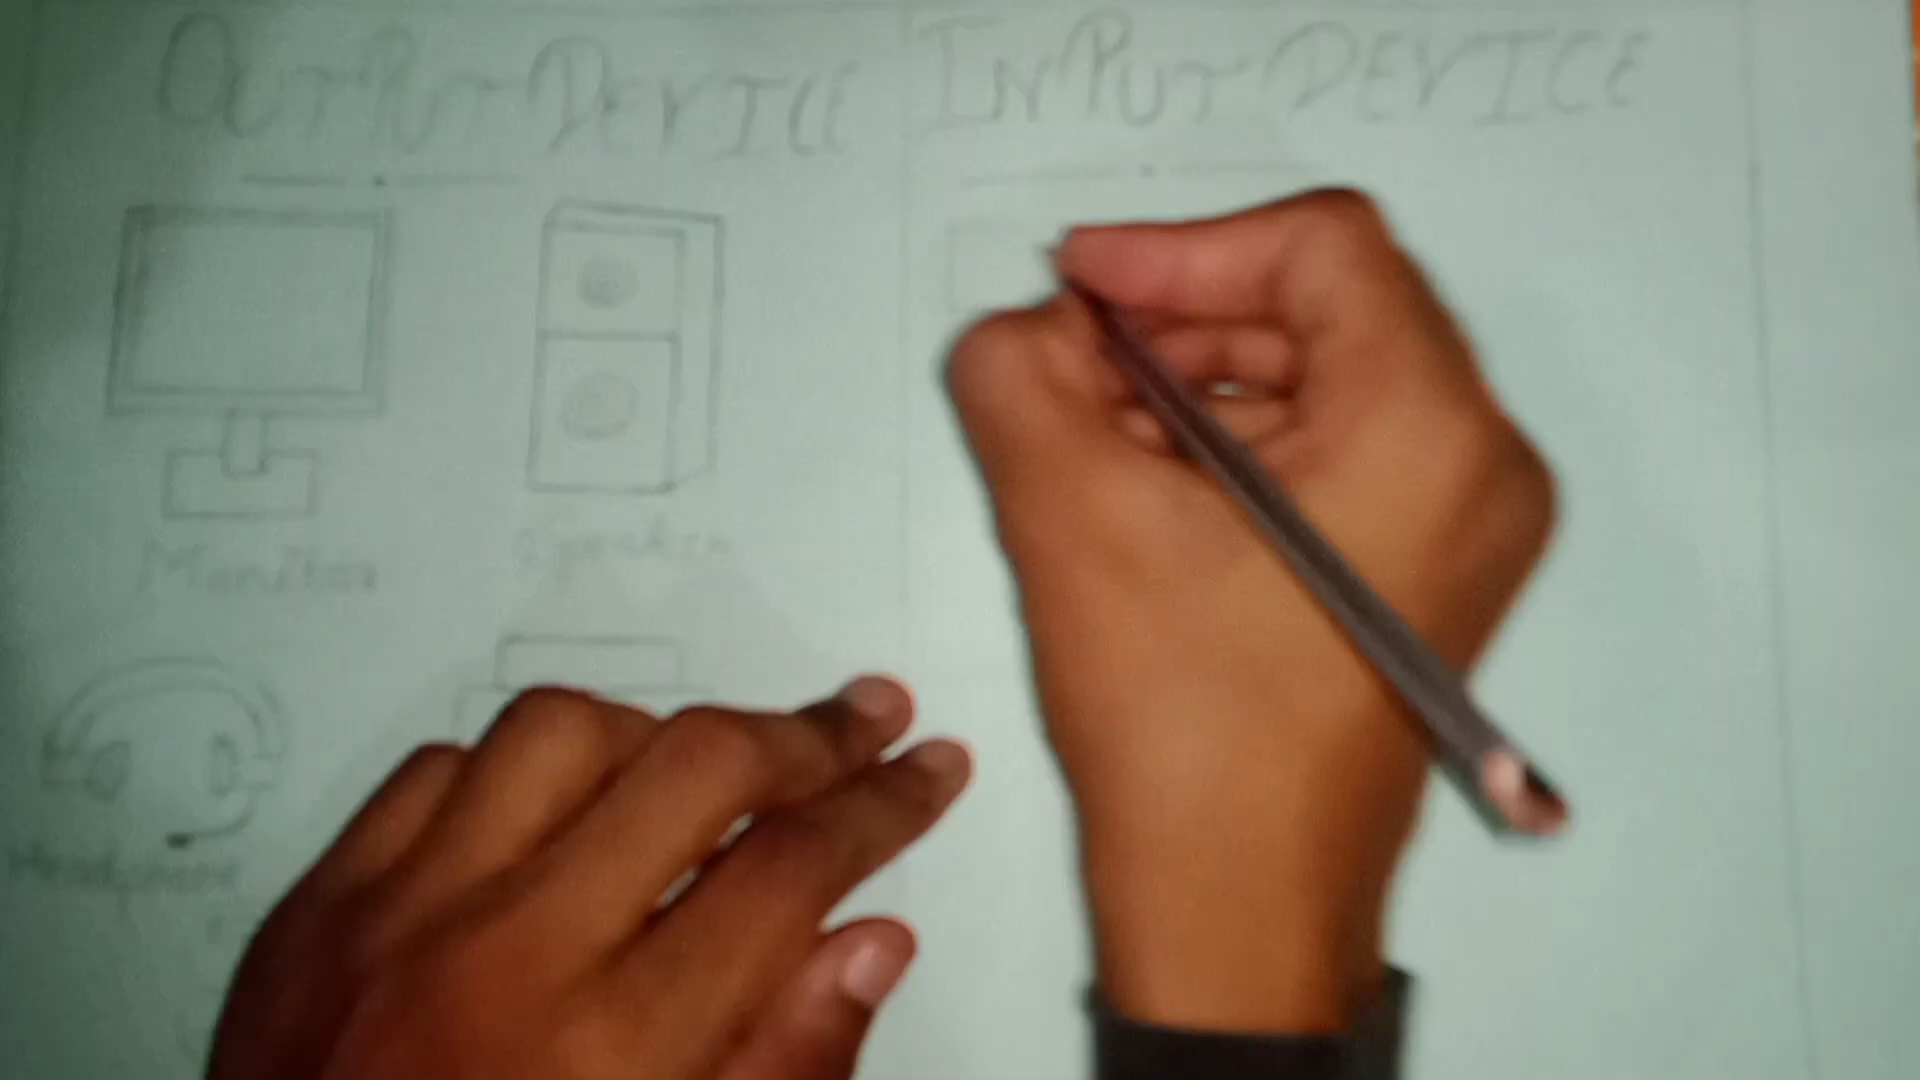 OUTPUT DEVICE
INPUT DEVICE
Monitor
Speaker
Headphone